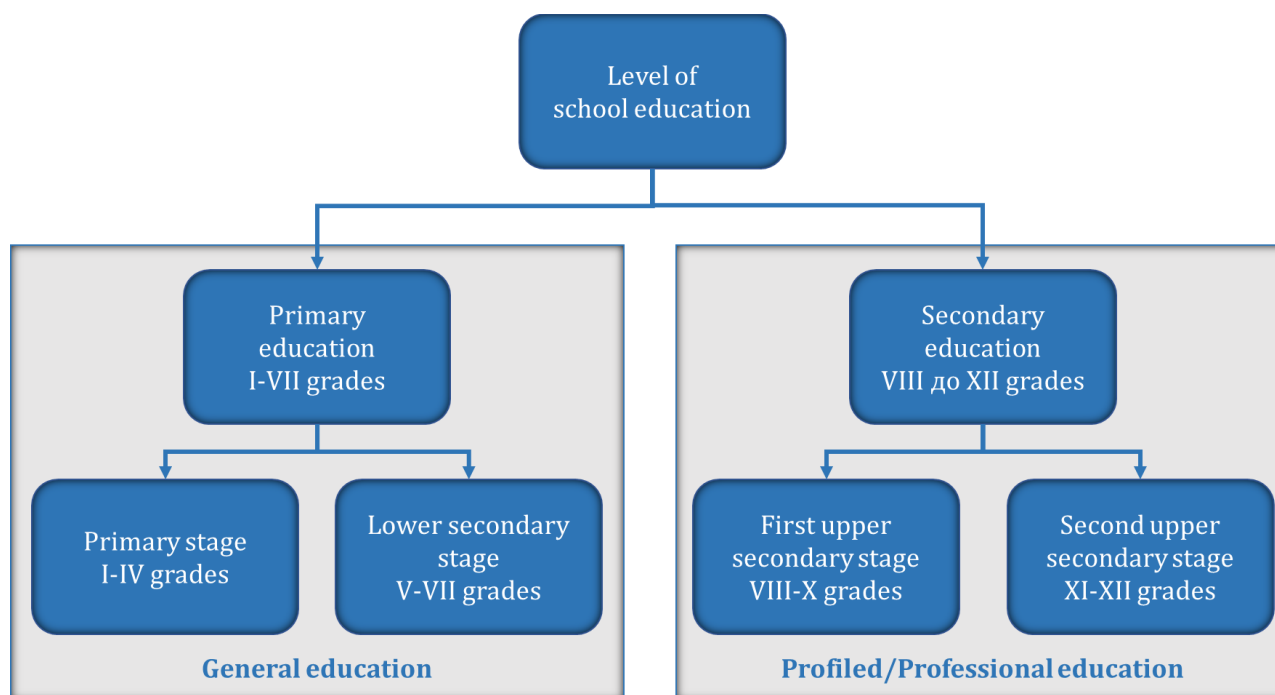 Level of
school education
Primary
education
I-VII grades
Secondary
education
VIII до XII grades
Primary stage
I-IV grades
Lower secondary
stage
V-VII grades
First upper
secondary stage
VIII-X grades
Second upper
secondary stage
XI-XII grades
General education
Profiled/Professional education